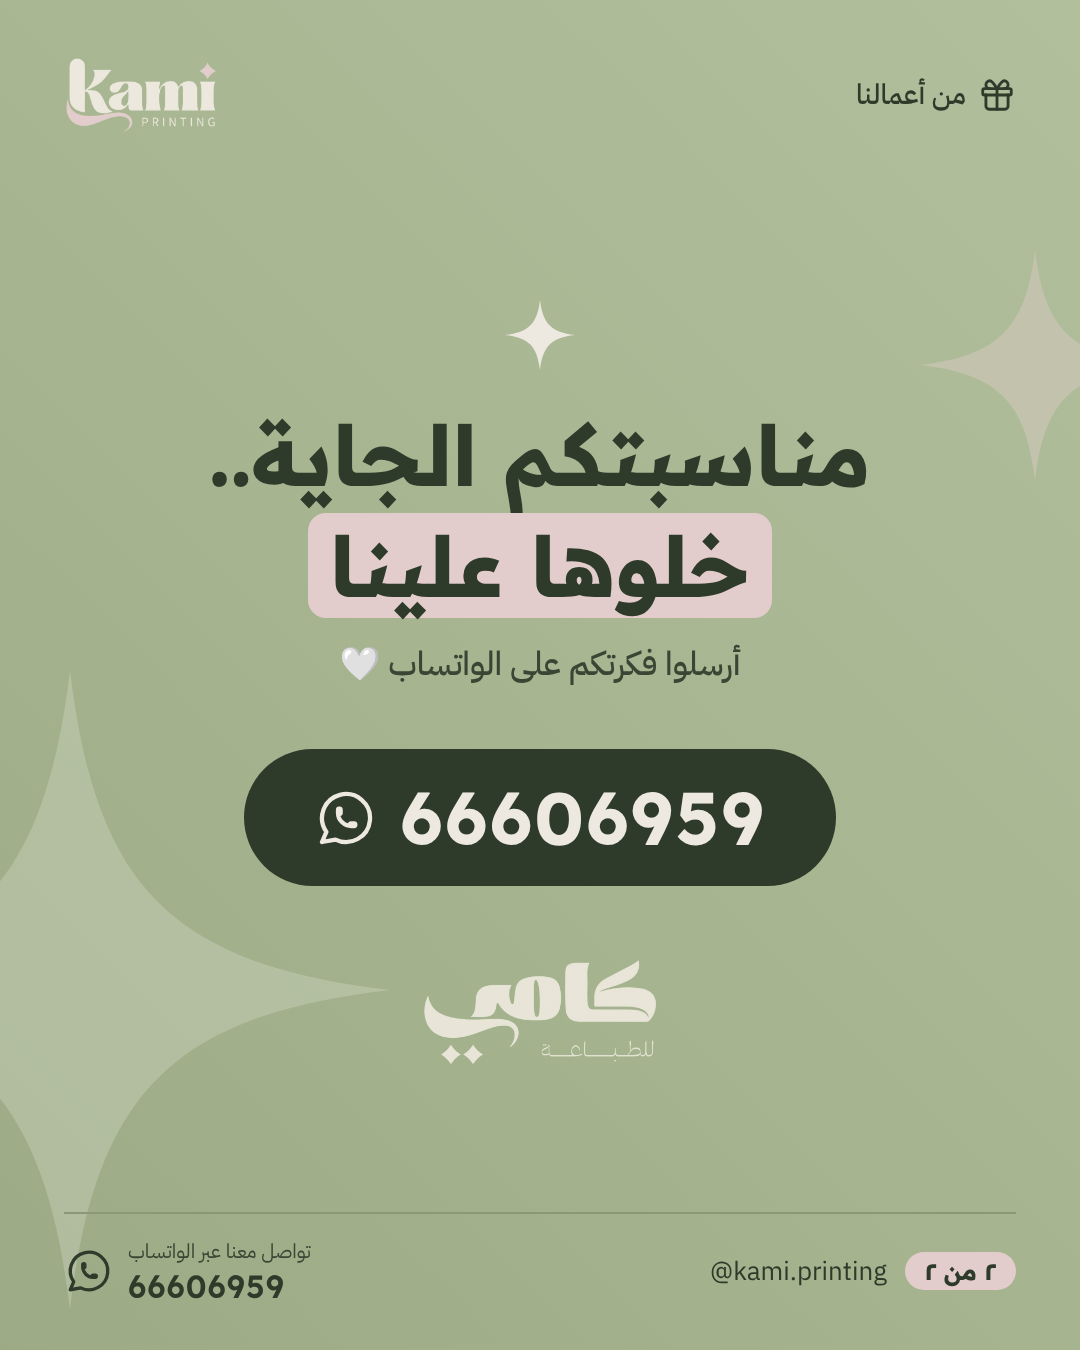 kami
PRINTING
من أعمالنا
مناسبتكم الجاية..
خلوها علينا
أرسلوا فكرتكم على الواتساب 🤍
66606959
كامي
للطبـاعـة
تواصل معنا عبر الواتساب
66606959
@kami.printing
٢ من ٢